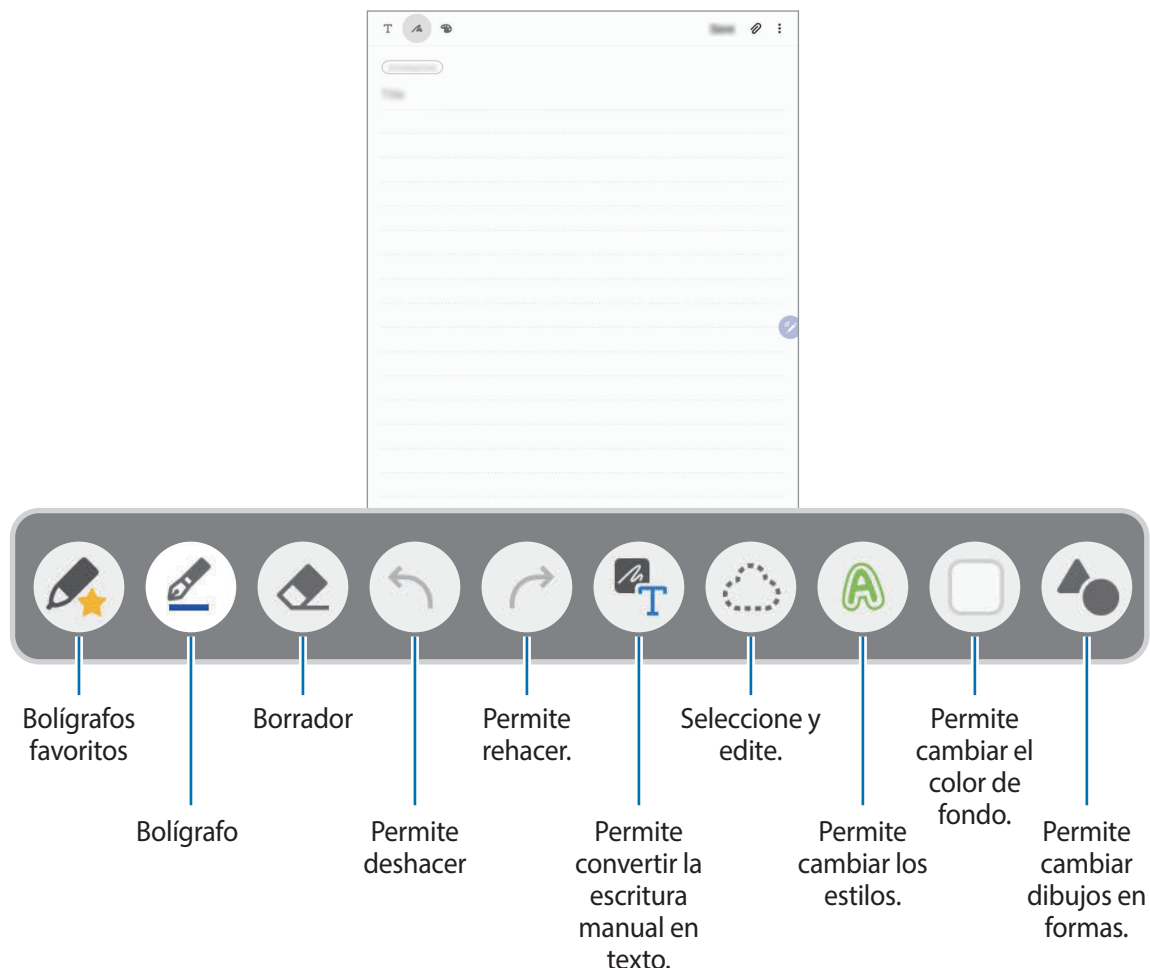 T
Title
T
A
Bolígrafos
favoritos
Bolígrafo
Borrador
Permite
deshacer
Permite
rehacer.
Permite
convertir la
escritura
manual en
texto.
Seleccione y
edite.
Permite
cambiar los
estilos.
Permite
cambiar el
color de
fondo.
Permite
cambiar
dibujos en
formas.